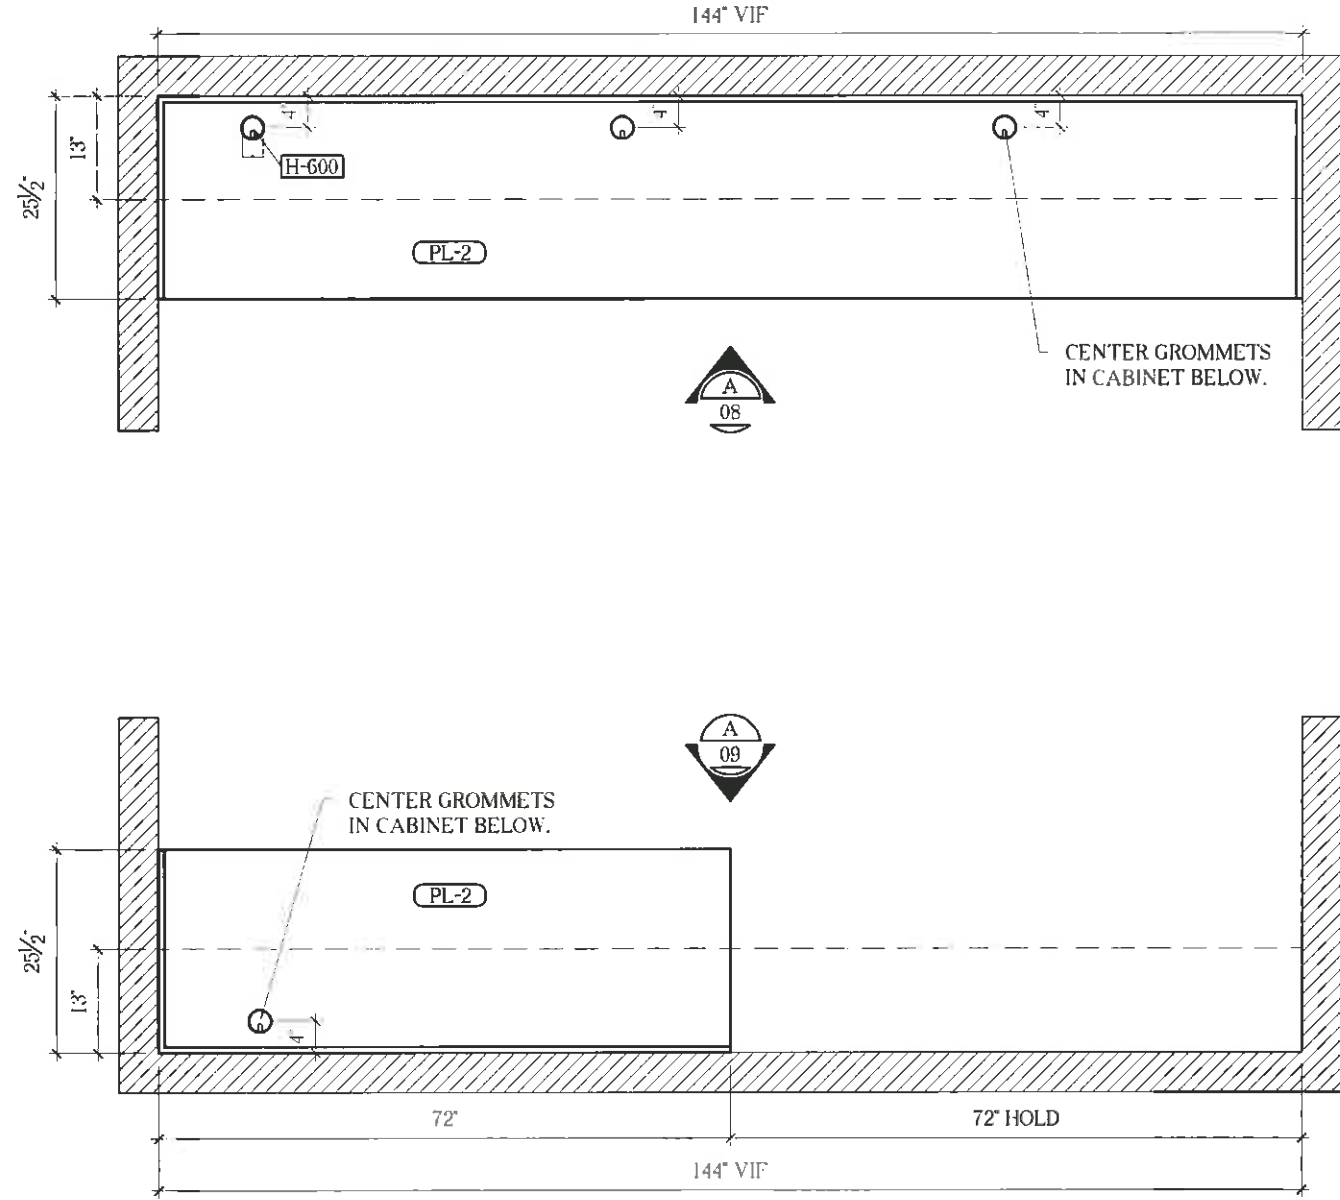 144" VIF
4"
4"
4"
13"
H-600
25½"
PL-2
CENTER GROMMETS
IN CABINET BELOW.
A
08
A
09
CENTER GROMMETS
IN CABINET BELOW.
PL-2
25½"
13"
4"
72"
72" HOLD
144" VIF